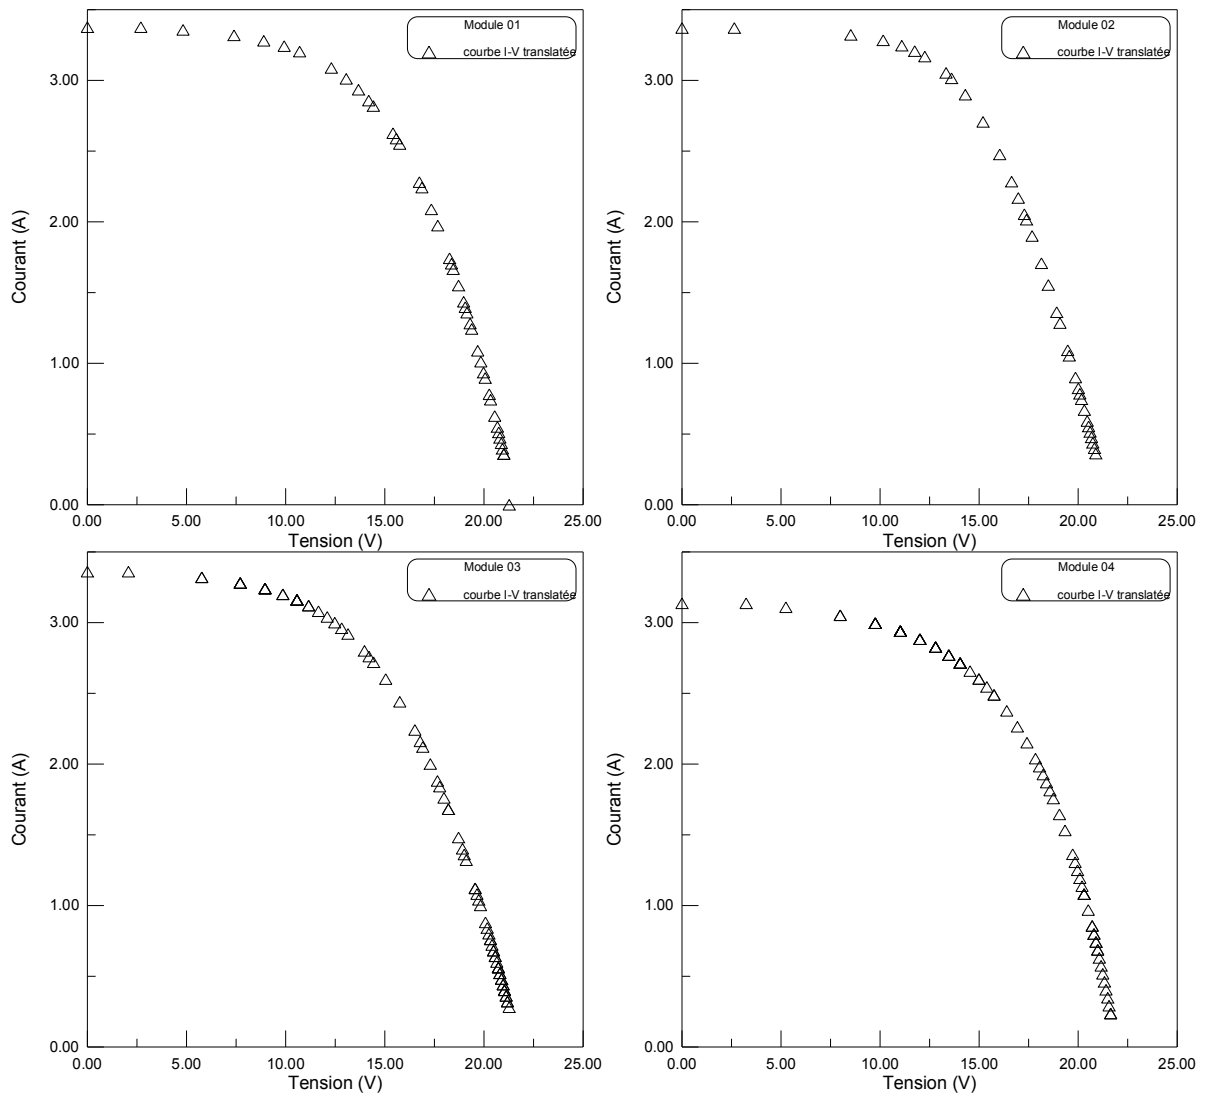 Module 01
courbe I-V translatée
3.00
2.00
1.00
0.00
Courant (A)
0.00 5.00 10.00 15.00 20.00 25.00
Tension (V)
Module 02
courbe I-V translatée
3.00
2.00
1.00
0.00
Courant (A)
0.00 5.00 10.00 15.00 20.00 25.00
Tension (V)
Module 03
courbe I-V translatée
3.00
2.00
1.00
0.00
Courant (A)
0.00 5.00 10.00 15.00 20.00 25.00
Tension (V)
Module 04
courbe I-V translatée
3.00
2.00
1.00
0.00
Courant (A)
0.00 5.00 10.00 15.00 20.00 25.00
Tension (V)